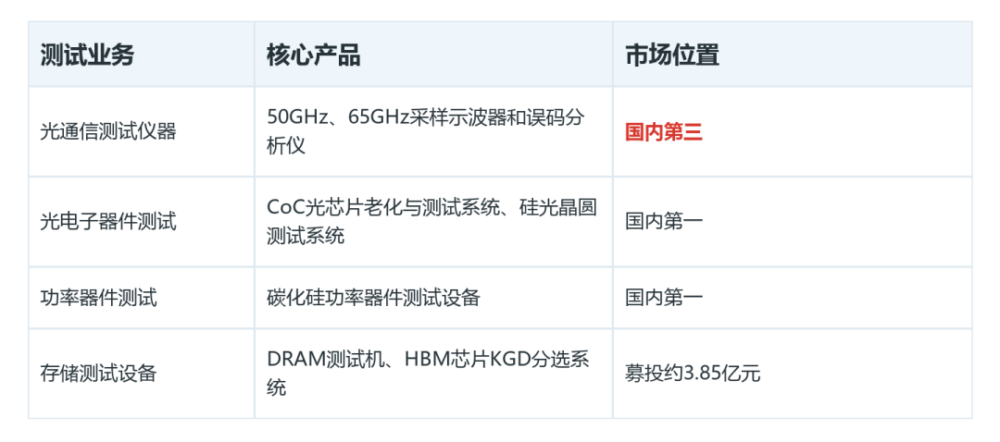 测试业务
核心产品
市场位置
光通信测试仪器
50GHz、65GHz采样示波器和误码分
析仪
国内第三
光电子器件测试
CoC光芯片老化与测试系统、硅光晶圆
测试系统
国内第一
功率器件测试
碳化硅功率器件测试设备
国内第一
存储测试设备
DRAM测试机、HBM芯片KGD分选系
统
募投约3.85亿元